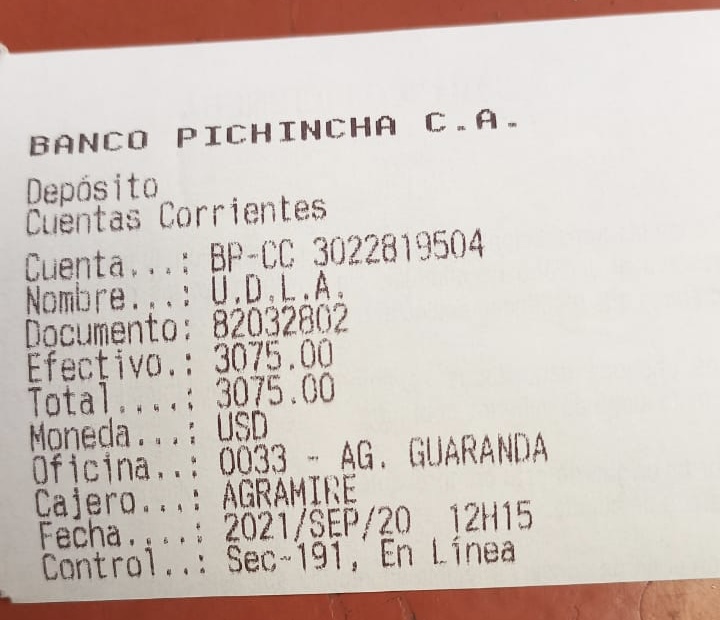 BANCO PICHINCHA C.A.
Depósito
Cuentas Corrientes
Cuenta...: BP-CC 3022819504
Nombre...: U.D.L.A.
Documento: 82032802
Efectivo.: 3075.00
Total....: 3075.00
Moneda...: USD
Oficina..: 0033 - AG. GUARANDA
Cajero...: AGRAMIRE
Fecha....: 2021/SEP/20 12H15
Control..: Sec-191, En Línea